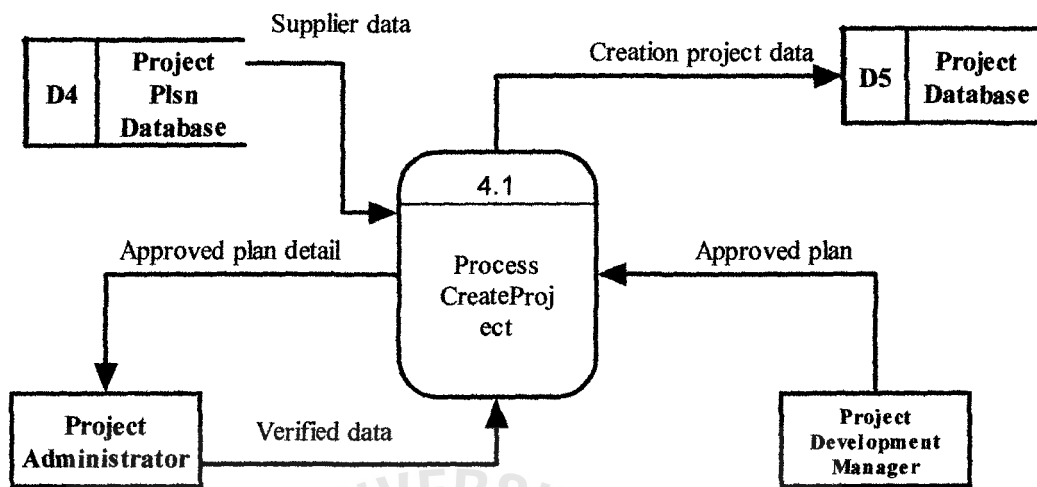 Supplier data
D4
Project
Plsn
Database
Creation project data
D5
Project
Database
4.1
Process
CreateProj
ect
Approved plan detail
Approved plan
Project
Administrator
Verified data
Project
Development
Manager